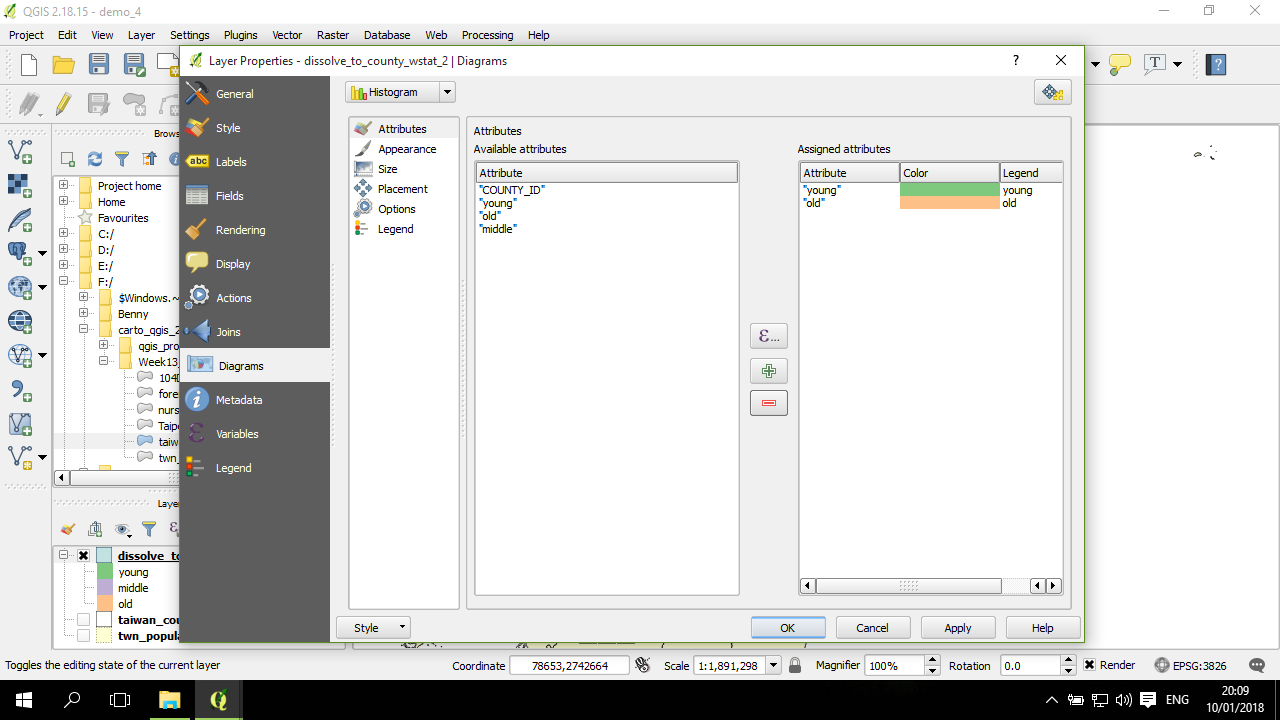 QGIS 2.18.15 - demo_4
Project Edit View Layer Settings Plugins Vector Raster Database Web Processing Help
Layer Properties - dissolve_to_county_wstat_2 | Diagrams
?
General
Style
Labels
Fields
Rendering
Display
Actions
Joins
Diagrams
Metadata
Variables
Legend
abc
Histogram
Attributes
Appearance
Size
Placement
Options
Legend
Attributes
Available attributes
Attribute
"COUNTY_ID"
"young"
"old"
"middle"
ε...
Assigned attributes
Attribute Color Legend
"young" young
"old" old
Style
OK Cancel Apply Help
Brows
Project home
Home
Favourites
C:/
D:/
E:/
F:/
$Windows.~
Benny
carto_qgis_2
qgis_pro
Week13
104
fore
nurs
Taip
taiw
twn_
Laye
dissolve_to
young
middle
old
taiwan_cou
twn_popula
Toggles the editing state of the current layer
Coordinate 78653,2742664 Scale 1:1,891,298 Magnifier 100% Rotation 0.0 Render EPSG:3826
ENG
20:09
10/01/2018